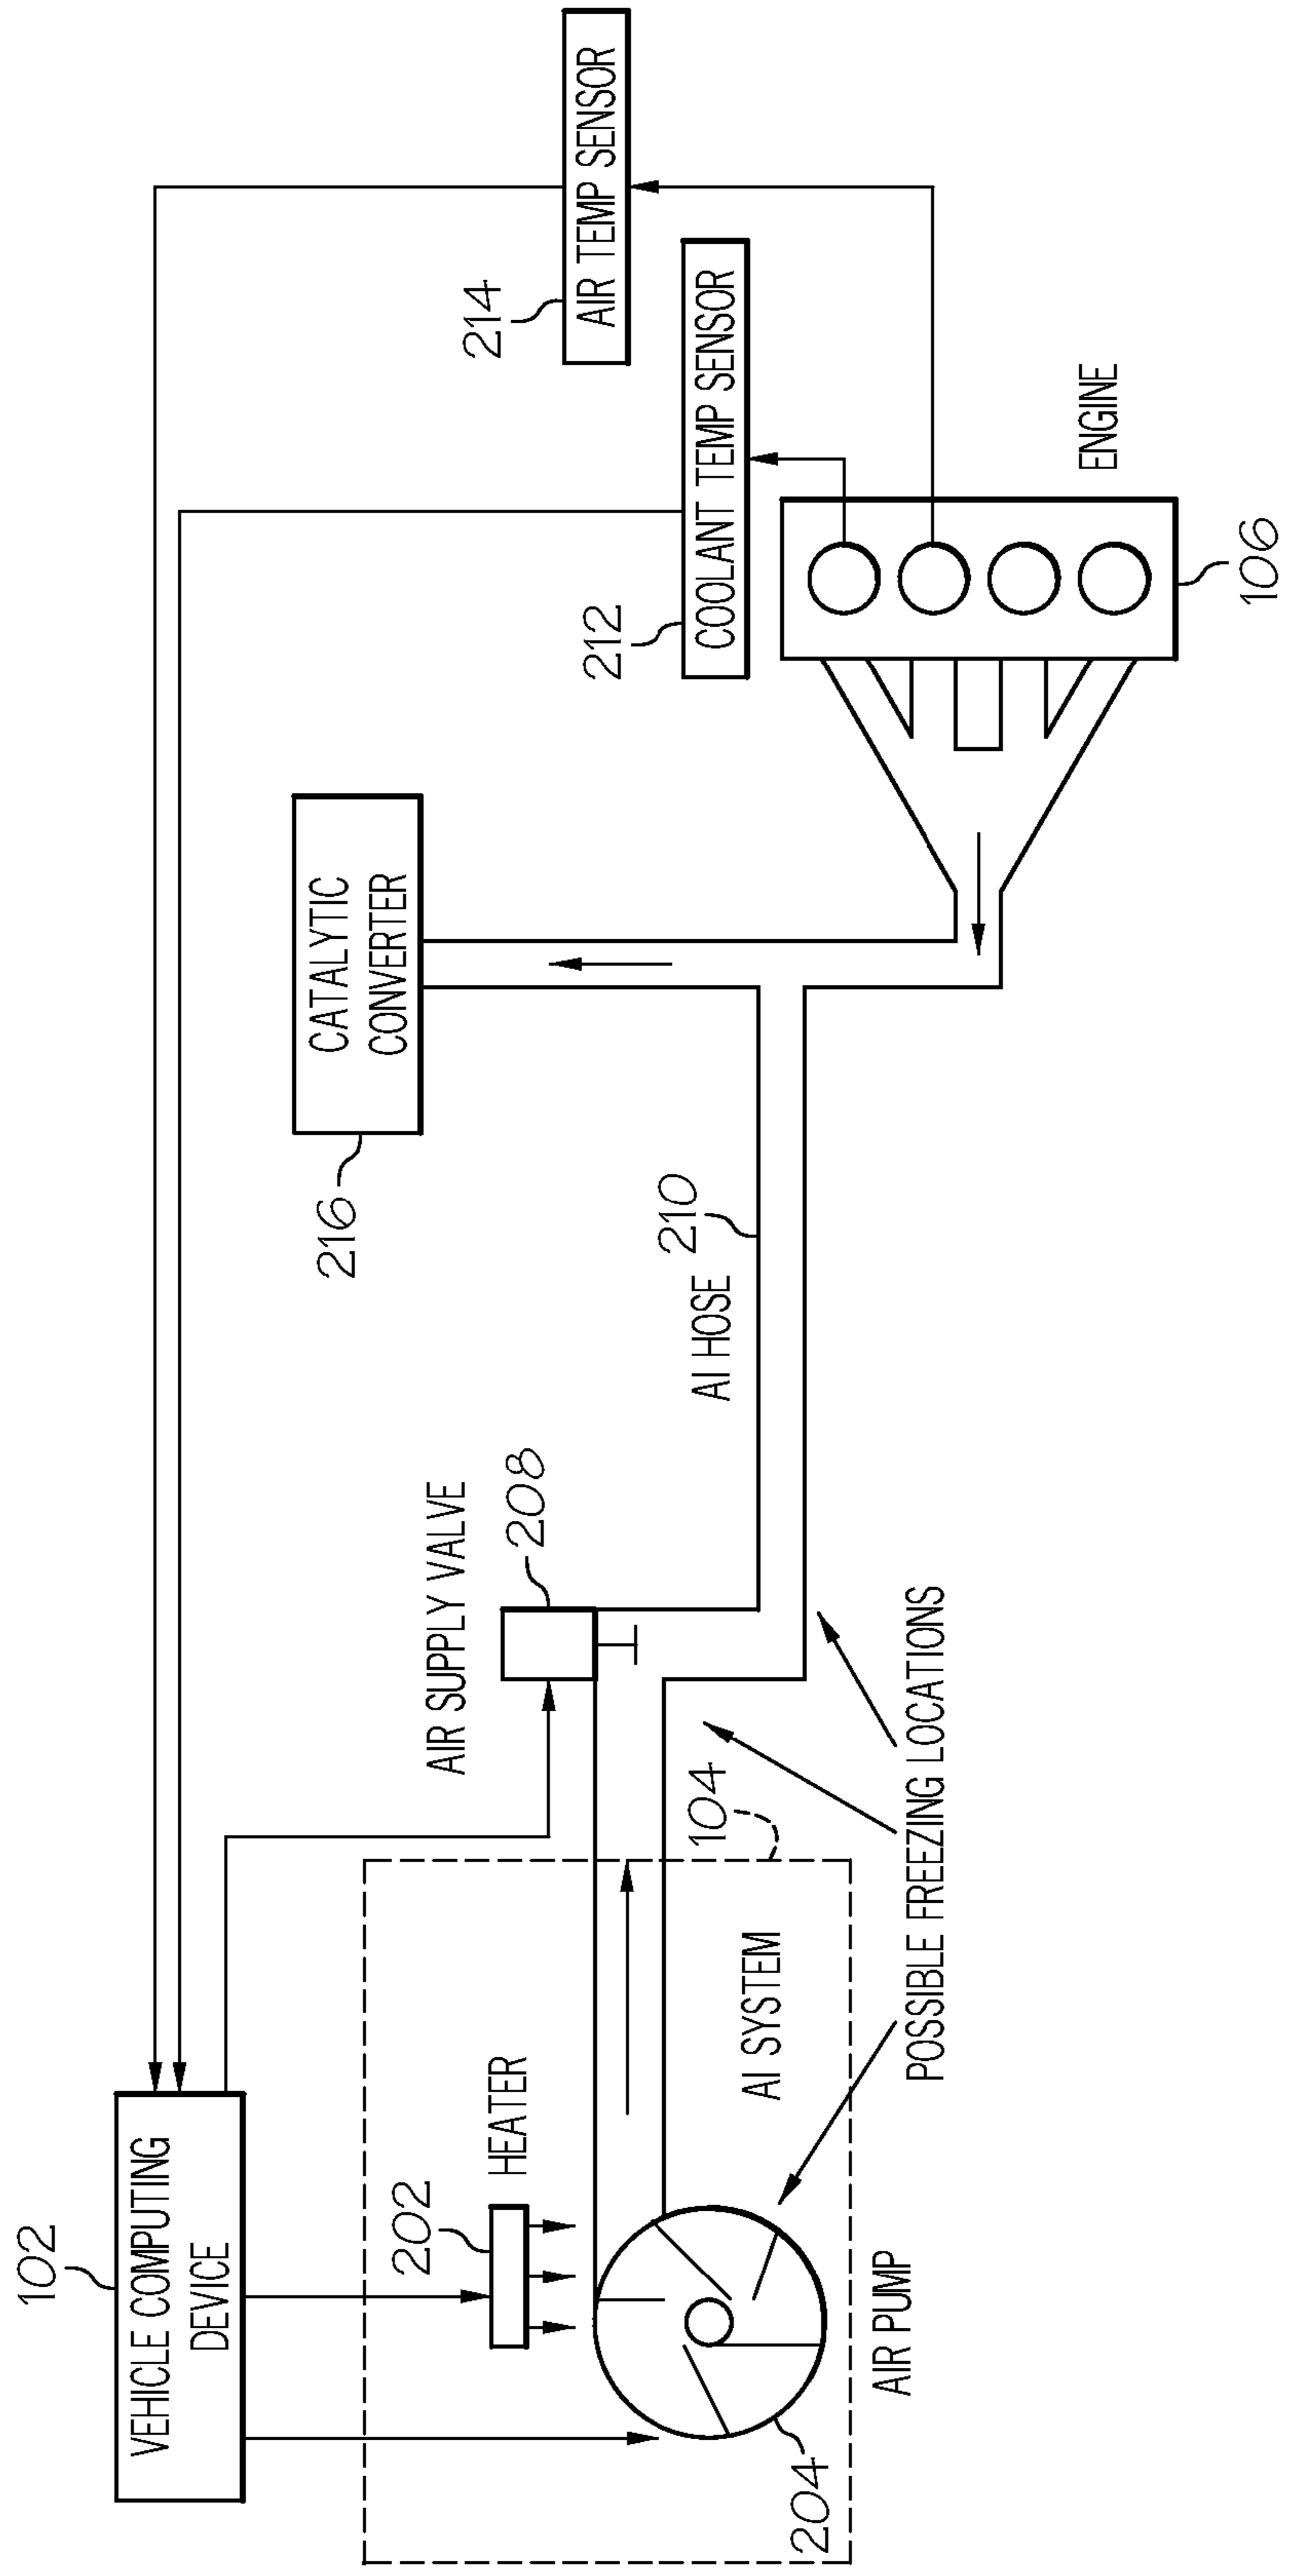 102
VEHICLE COMPUTING
DEVICE
202
HEATER
204
AIR PUMP
AI SYSTEM
104
POSSIBLE FREEZING LOCATIONS
AIR SUPPLY VALVE
208
AI HOSE
210
216
CATALYTIC
CONVERTER
212
COOLANT TEMP SENSOR
214
AIR TEMP SENSOR
ENGINE
106